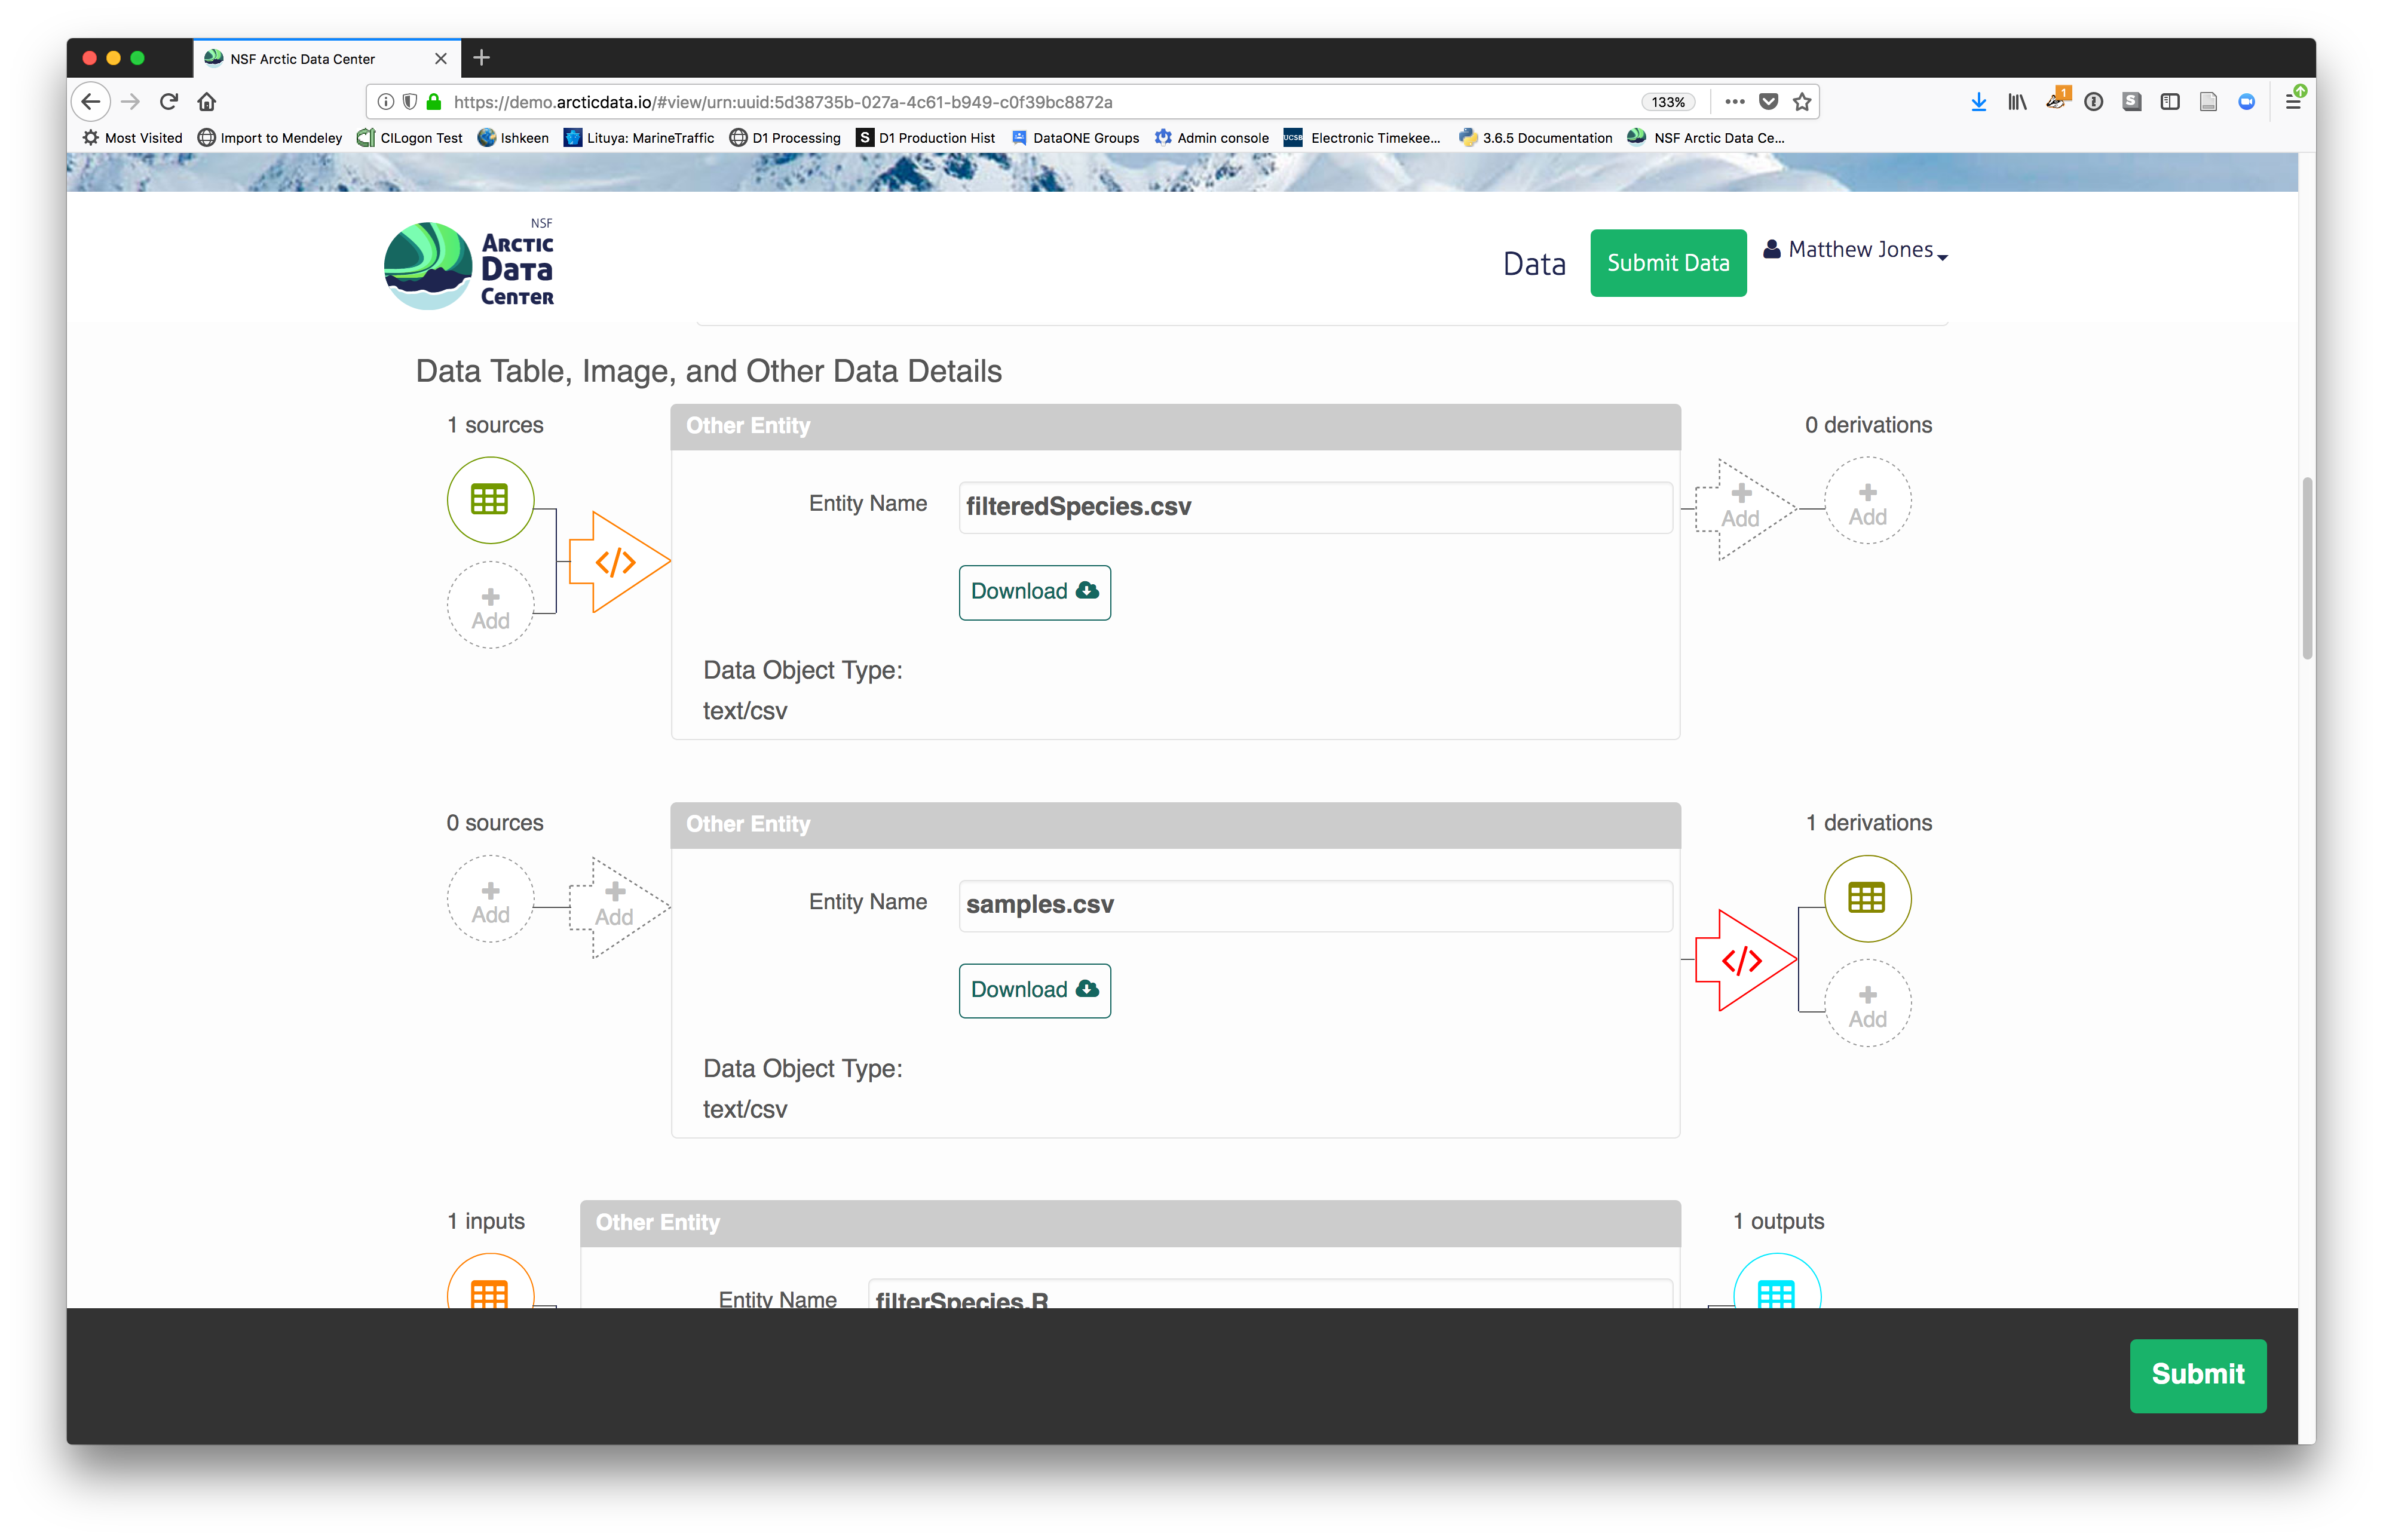 NSF Arctic Data Center
https://demo.arcticdata.io/#view/urn:uuid:5d38735b-027a-4c61-b949-c0f39bc8872a
133%
1
Most Visited Import to Mendeley CILogon Test Ishkeen Lituya: MarineTraffic D1 Processing S D1 Production Hist DataONE Groups Admin console UCSB Electronic Timekee... 3.6.5 Documentation NSF Arctic Data Ce...
NSF
Arctic
Data
Center
Data
Submit Data
Matthew Jones
Data Table, Image, and Other Data Details
1 sources
Other Entity
0 derivations
Entity Name
filteredSpecies.csv
Add
Add
</>
Download
Add
Data Object Type:
text/csv
0 sources
Other Entity
1 derivations
Entity Name
samples.csv
Add
Add
</>
Download
Add
Data Object Type:
text/csv
1 inputs
Other Entity
1 outputs
Entity Name
filterSpecies.R
Submit